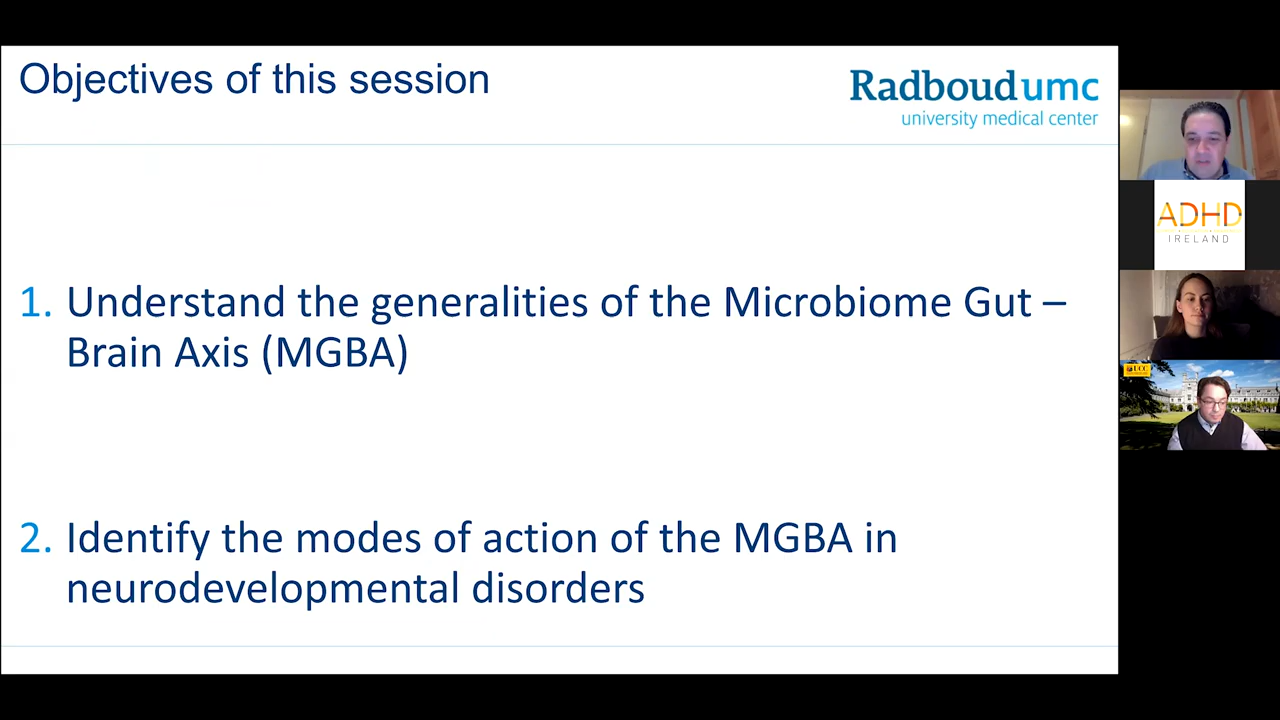 Objectives of this session
Radboudumc
university medical center
1. Understand the generalities of the Microbiome Gut –
Brain Axis (MGBA)
2. Identify the modes of action of the MGBA in
neurodevelopmental disorders
ADHD
IRELAND
UCC